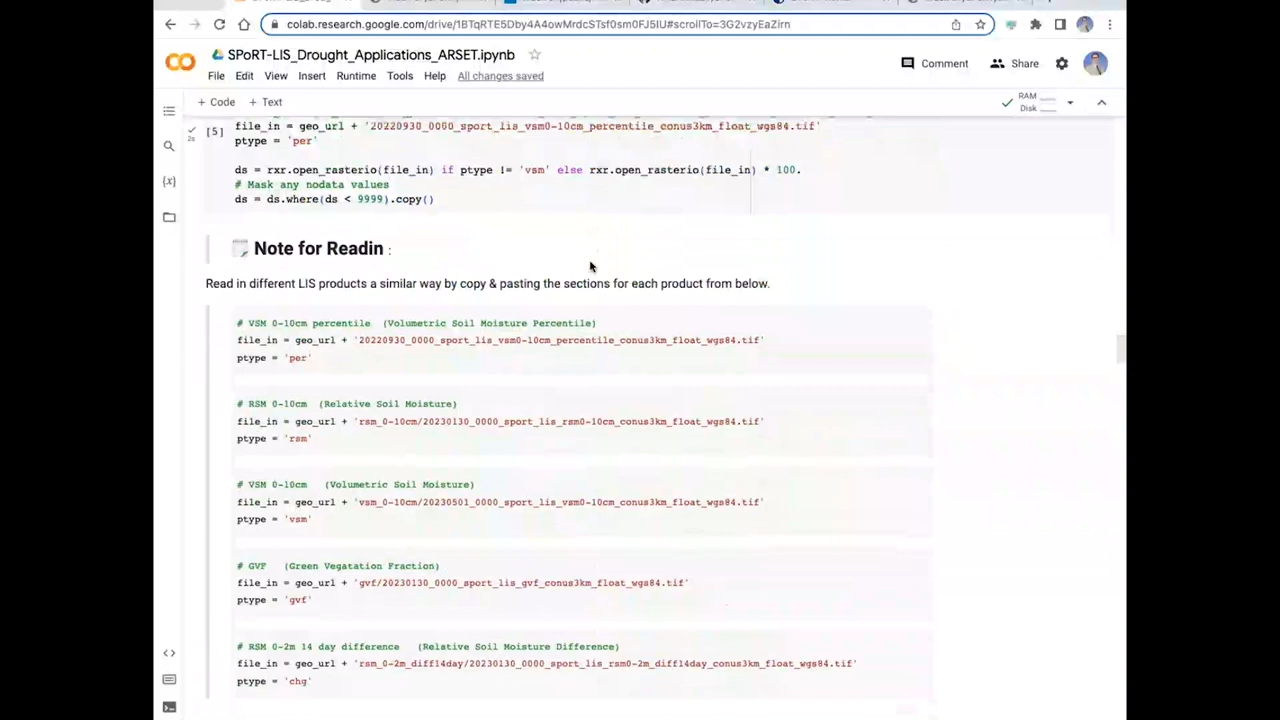 colab.research.google.com/drive/1BTqRTE5Dby4A4owMrdcSTsf0sm0FJ5IU#scrollTo=3G2vzyEaZirn
SPoRT-LIS_Drought_Applications_ARSET.ipynb
Comment
Share
File Edit View Insert Runtime Tools Help All changes saved
+ Code + Text
RAM
Disk
[5]
2s
file_in = geo_url + '20220930_0000_sport_lis_vsm0-10cm_percentile_conus3km_float_wgs84.tif'
ptype = 'per'
ds = rxr.open_rasterio(file_in) if ptype != 'vsm' else rxr.open_rasterio(file_in) * 100.
# Mask any nodata values
ds = ds.where(ds < 9999).copy()
Note for Readin :
Read in different LIS products a similar way by copy & pasting the sections for each product from below.
# VSM 0-10cm percentile (Volumetric Soil Moisture Percentile)
file_in = geo_url + '20220930_0000_sport_lis_vsm0-10cm_percentile_conus3km_float_wgs84.tif'
ptype = 'per'
# RSM 0-10cm (Relative Soil Moisture)
file_in = geo_url + 'rsm_0-10cm/20230130_0000_sport_lis_rsm0-10cm_conus3km_float_wgs84.tif'
ptype = 'rsm'
# VSM 0-10cm (Volumetric Soil Moisture)
file_in = geo_url + 'vsm_0-10cm/20230501_0000_sport_lis_vsm0-10cm_conus3km_float_wgs84.tif'
ptype = 'vsm'
# GVF (Green Vegatation Fraction)
file_in = geo_url + 'gvf/20230130_0000_sport_lis_gvf_conus3km_float_wgs84.tif'
ptype = 'gvf'
# RSM 0-2m 14 day difference (Relative Soil Moisture Difference)
file_in = geo_url + 'rsm_0-2m_diff14day/20230130_0000_sport_lis_rsm0-2m_diff14day_conus3km_float_wgs84.tif'
ptype = 'chg'